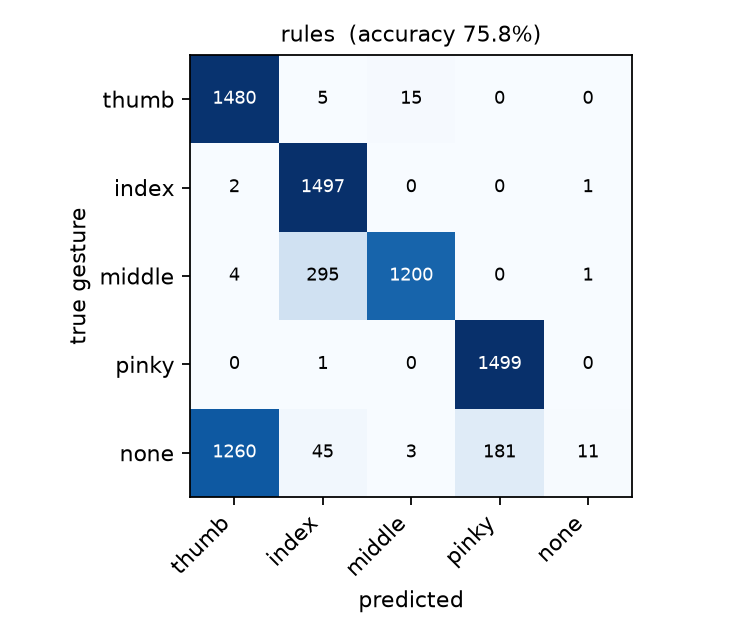 rules (accuracy 75.8%)
thumb 1480 5 15 0 0
index 2 1497 0 0 1
middle 4 295 1200 0 1
pinky 0 1 0 1499 0
none 1260 45 3 181 11
true gesture
thumb index middle pinky none
predicted